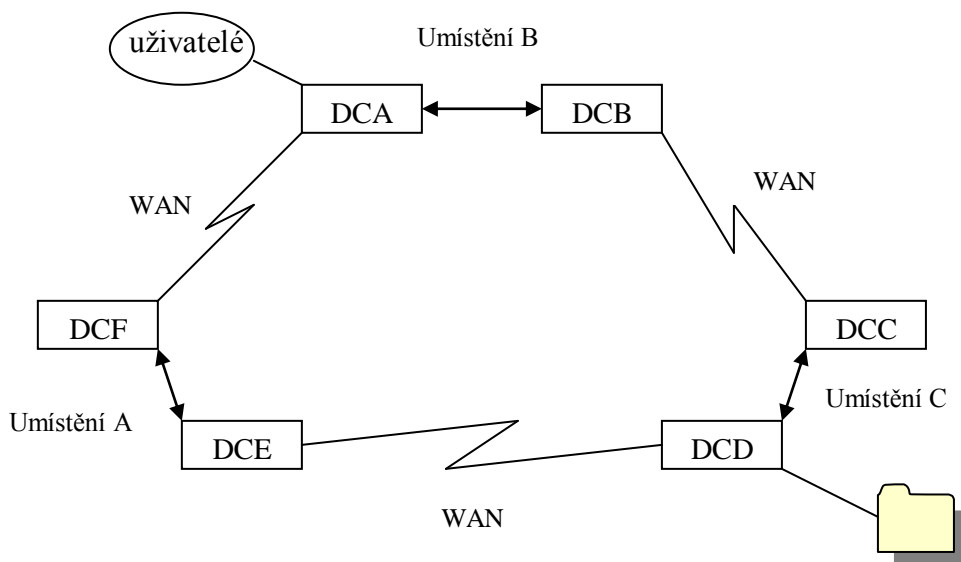 uživatelé
Umístění B
DCA
DCB
WAN
WAN
DCF
DCC
Umístění A
Umístění C
DCE
DCD
WAN